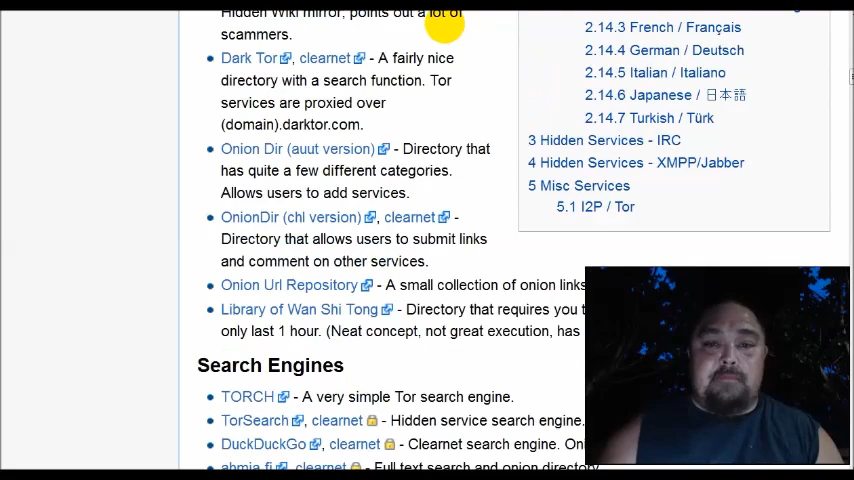 Hidden Wiki mirror, points out a lot of
scammers.
Dark Tor, clearnet - A fairly nice
directory with a search function. Tor
services are proxied over
(domain).darktor.com.
Onion Dir (auut version) - Directory that
has quite a few different categories.
Allows users to add services.
OnionDir (chl version), clearnet -
Directory that allows users to submit links
and comment on other services.
Onion Url Repository - A small collection of onion links
Library of Wan Shi Tong - Directory that requires you
only last 1 hour. (Neat concept, not great execution, has
Search Engines
TORCH - A very simple Tor search engine.
TorSearch, clearnet - Hidden service search engine.
DuckDuckGo, clearnet - Clearnet search engine.
ahmia.fi, clearnet - Full text search and onion directory
2.14.3 French / Français
2.14.4 German / Deutsch
2.14.5 Italian / Italiano
2.14.6 Japanese / 日本語
2.14.7 Turkish / Türk
3 Hidden Services - IRC
4 Hidden Services - XMPP/Jabber
5 Misc Services
5.1 I2P / Tor